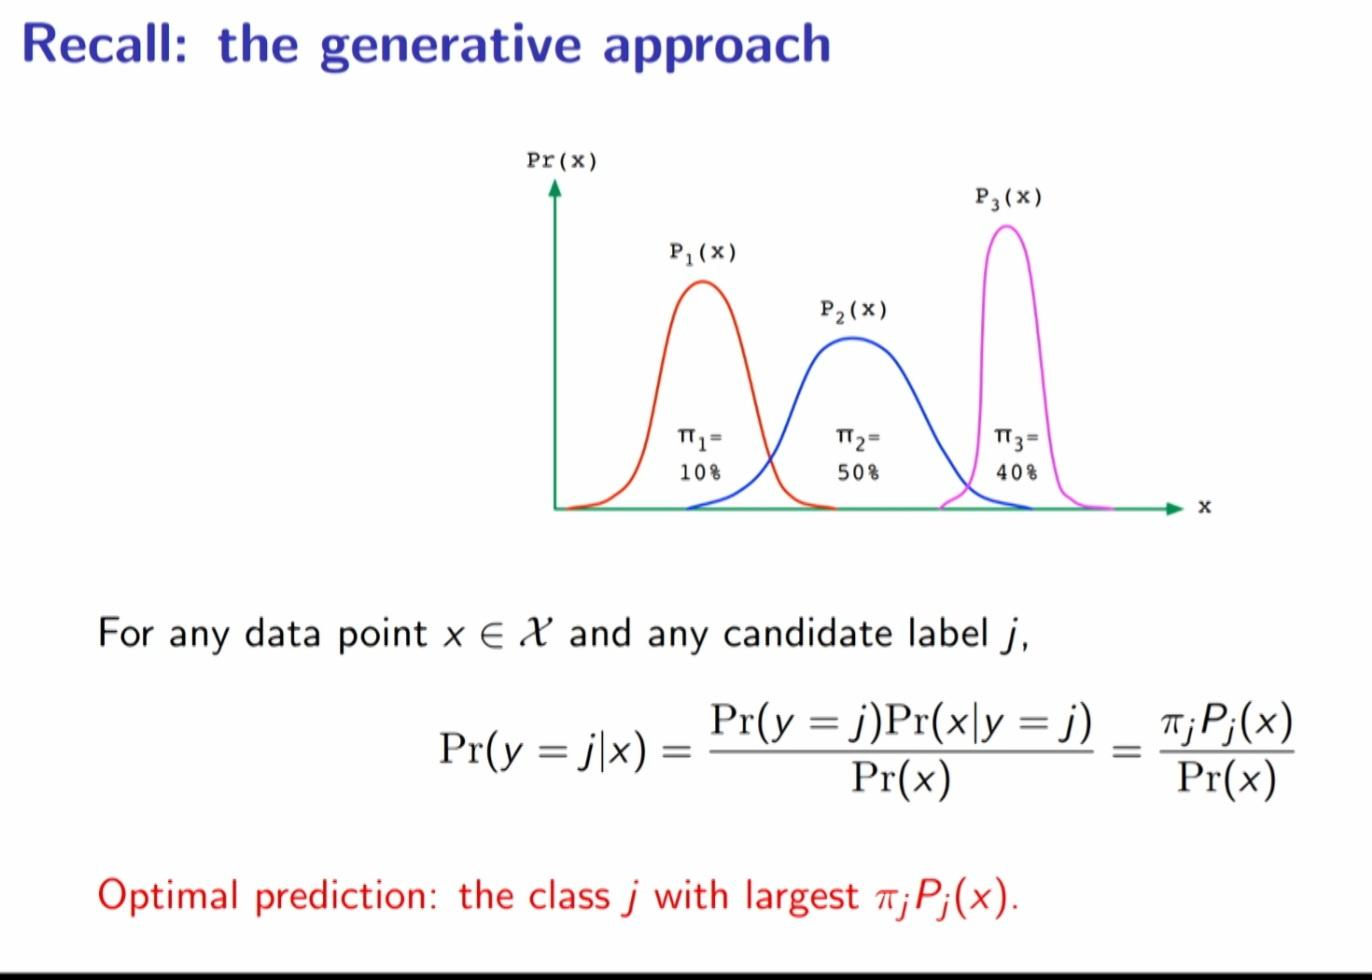 Recall: the generative approach
Pr(x)
P₃(x)
P₁(x)
P₂(x)
π₁=
10%
π₂=
50%
π₃=
40%
x
For any data point x ∈ 𝒳 and any candidate label j,
Pr(y = j|x) = Pr(y = j)Pr(x|y = j) / Pr(x) = πⱼPⱼ(x) / Pr(x)
Optimal prediction: the class j with largest πⱼPⱼ(x).